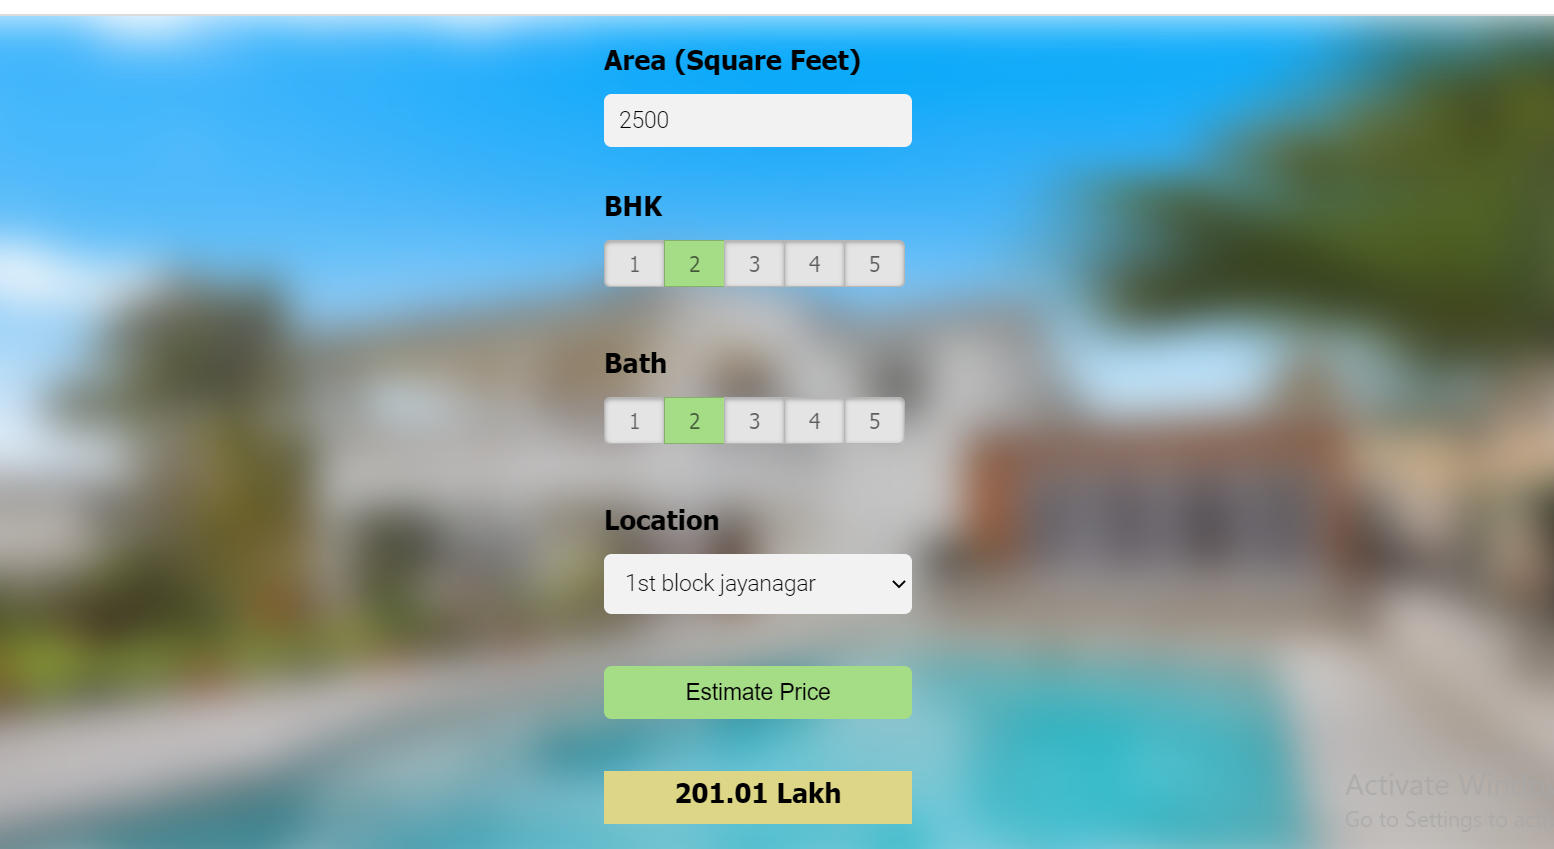 Area (Square Feet)
2500
BHK
1 2 3 4 5
Bath
1 2 3 4 5
Location
1st block jayanagar
Estimate Price
201.01 Lakh
Activate
Go to Settings to